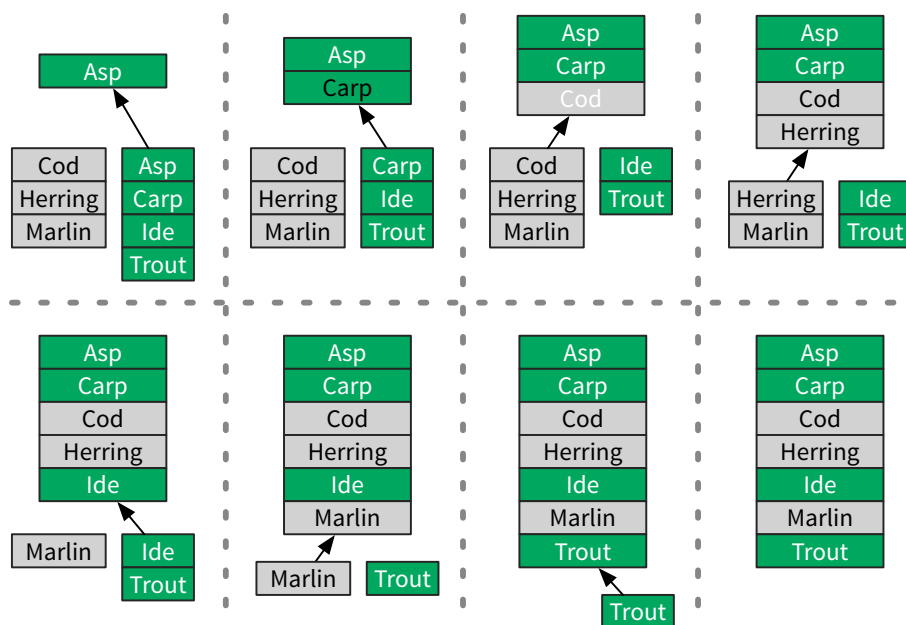 Asp
Cod
Herring
Marlin
Asp
Carp
Ide
Trout
Asp
Carp
Cod
Herring
Marlin
Carp
Ide
Trout
Asp
Carp
Cod
Cod
Herring
Marlin
Ide
Trout
Asp
Carp
Cod
Herring
Herring
Marlin
Ide
Trout
Asp
Carp
Cod
Herring
Ide
Marlin
Ide
Trout
Asp
Carp
Cod
Herring
Ide
Marlin
Marlin
Trout
Asp
Carp
Cod
Herring
Ide
Marlin
Trout
Trout
Asp
Carp
Cod
Herring
Ide
Marlin
Trout